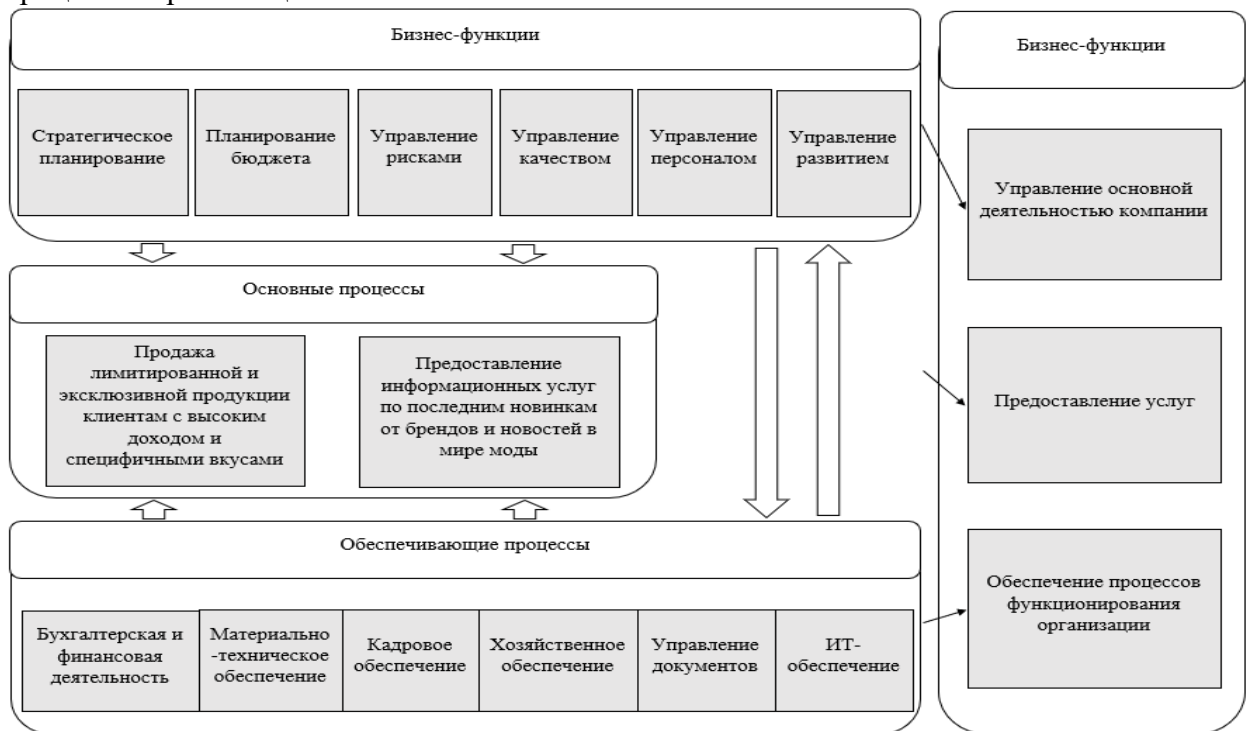 Бизнес-функции
Стратегическое
планирование
Планирование
бюджета
Управление
рисками
Управление
качеством
Управление
персоналом
Управление
развитием
Основные процессы
Продажа
лимитированной и
эксклюзивной продукции
клиентам с высоким
доходом и
специфичными вкусами
Предоставление
информационных услуг
по последним новинкам
от брендов и новостей в
мире моды
Обеспечивающие процессы
Бухгалтерская и
финансовая
деятельность
Материально
-техническое
обеспечение
Кадровое
обеспечение
Хозяйственное
обеспечение
Управление
документов
ИТ-
обеспечение
Бизнес-функции
Управление основной
деятельностью компании
Предоставление услуг
Обеспечение процессов
функционирования
организации